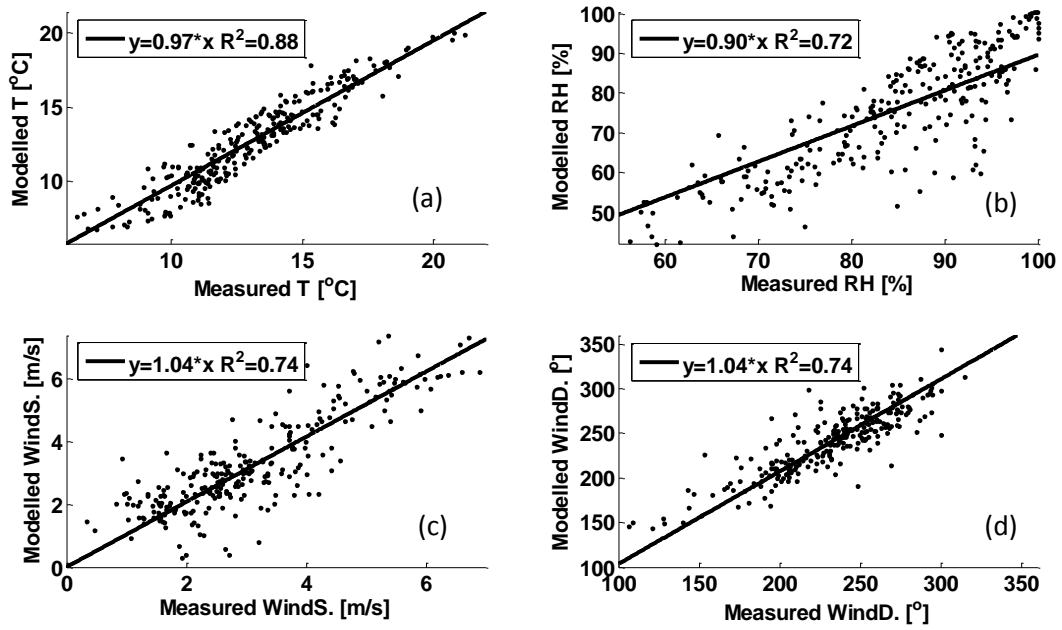 y=0.97*x R²=0.88
20
15
10
Modelled T [°C]
(a)
10 15 20
Measured T [°C]
y=0.90*x R²=0.72
100
90
80
70
60
50
Modelled RH [%]
(b)
60 70 80 90 100
Measured RH [%]
y=1.04*x R²=0.74
6
4
2
0
Modelled WindS. [m/s]
(c)
0 2 4 6
Measured WindS. [m/s]
y=1.04*x R²=0.74
350
300
250
200
150
100
Modelled WindD. [°]
(d)
100 150 200 250 300 350
Measured WindD. [°]